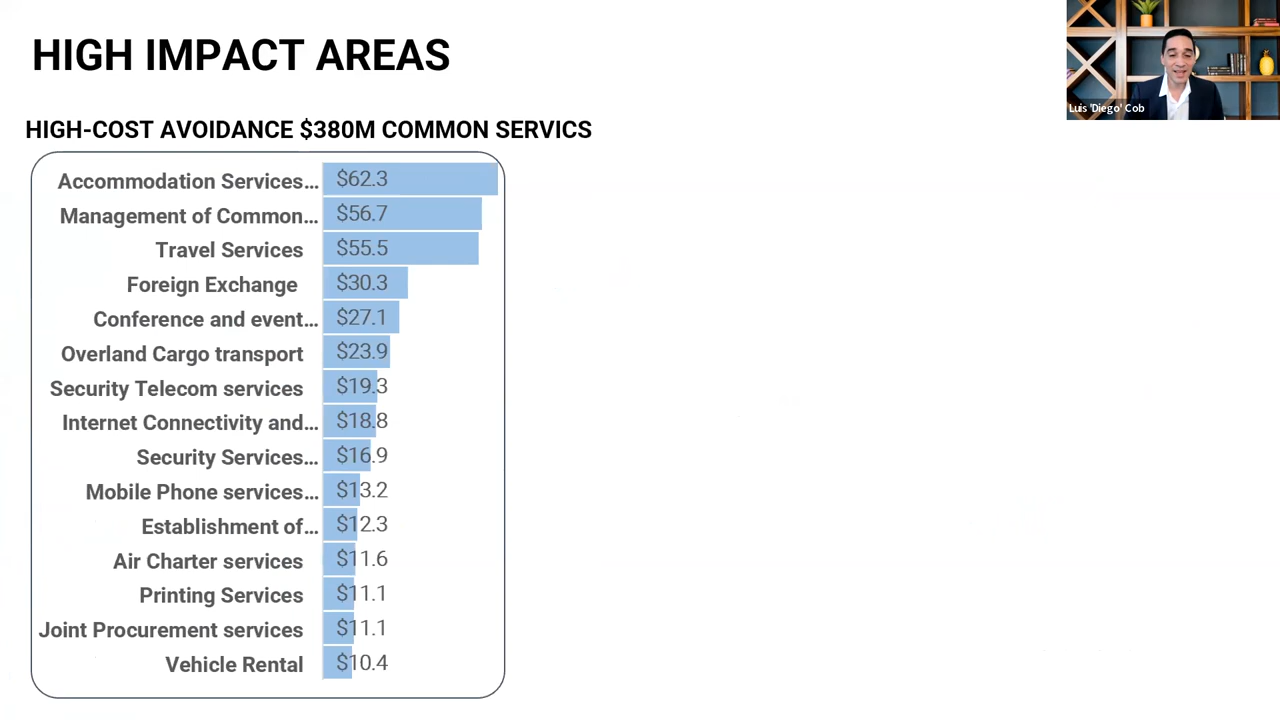 HIGH IMPACT AREAS
Luis 'Diego' Cob
HIGH-COST AVOIDANCE $380M COMMON SERVICS
Accommodation Services... $62.3
Management of Common... $56.7
Travel Services $55.5
Foreign Exchange $30.3
Conference and event... $27.1
Overland Cargo transport $23.9
Security Telecom services $19.3
Internet Connectivity and... $18.8
Security Services... $16.9
Mobile Phone services... $13.2
Establishment of... $12.3
Air Charter services $11.6
Printing Services $11.1
Joint Procurement services $11.1
Vehicle Rental $10.4